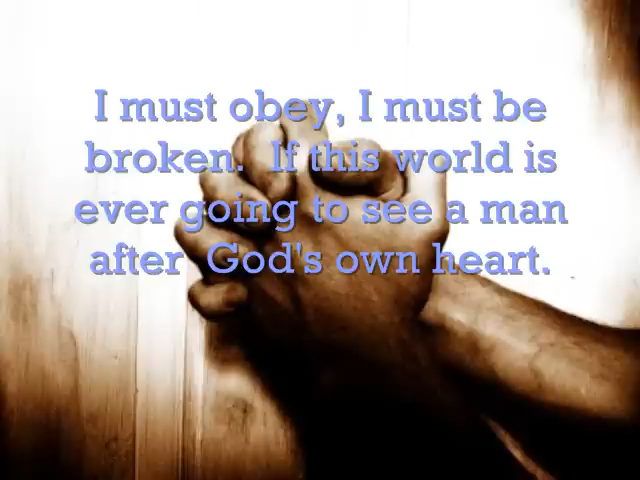 I must obey, I must be
broken.  If this world is
ever going to see a man
after  God's own heart.